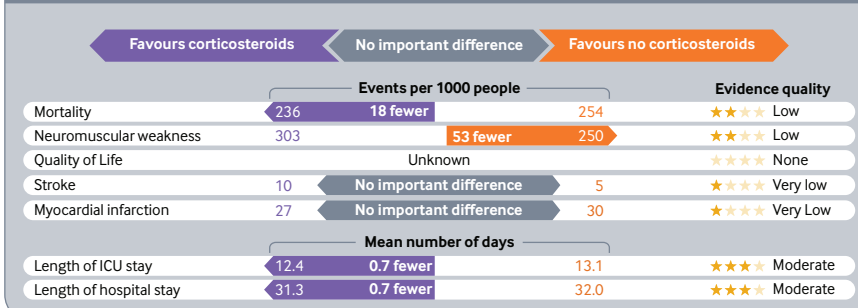 Favours corticosteroids No important difference Favours no corticosteroids
Events per 1000 people Evidence quality
Mortality 236 18 fewer 254 Low
Neuromuscular weakness 303 53 fewer 250 Low
Quality of Life Unknown None
Stroke 10 No important difference 5 Very low
Myocardial infarction 27 No important difference 30 Very Low
Mean number of days
Length of ICU stay 12.4 0.7 fewer 13.1 Moderate
Length of hospital stay 31.3 0.7 fewer 32.0 Moderate